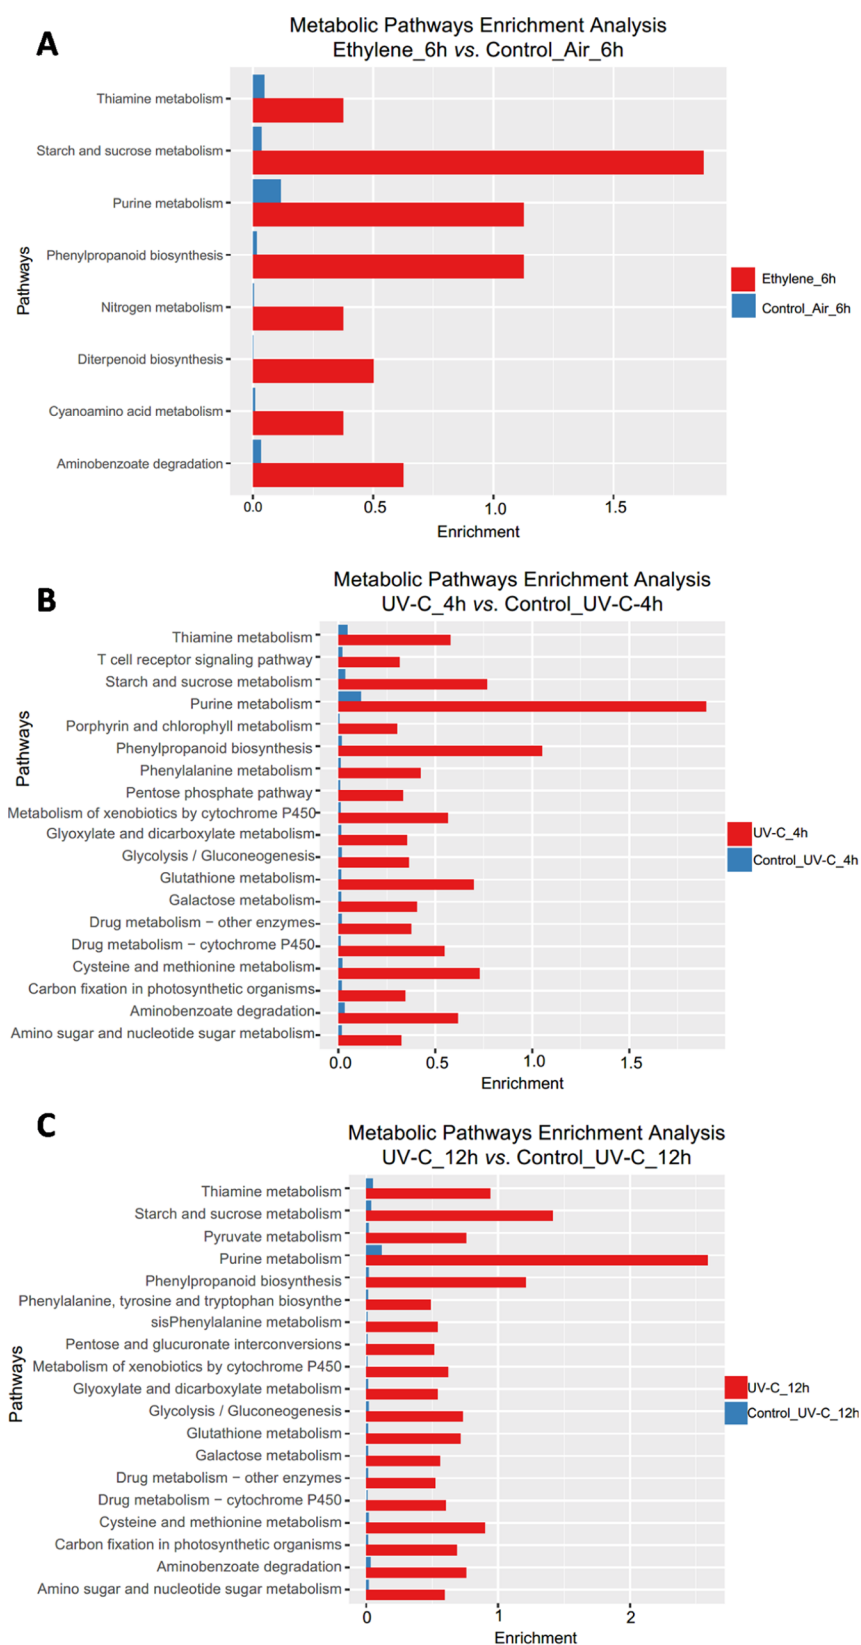 A
Metabolic Pathways Enrichment Analysis
Ethylene_6h vs. Control_Air_6h
Pathways
Thiamine metabolism
Starch and sucrose metabolism
Purine metabolism
Phenylpropanoid biosynthesis
Nitrogen metabolism
Diterpenoid biosynthesis
Cyanoamino acid metabolism
Aminobenzoate degradation
0.0 0.5 1.0 1.5
Enrichment
Ethylene_6h
Control_Air_6h
B
Metabolic Pathways Enrichment Analysis
UV-C_4h vs. Control_UV-C-4h
Pathways
Thiamine metabolism
T cell receptor signaling pathway
Starch and sucrose metabolism
Purine metabolism
Porphyrin and chlorophyll metabolism
Phenylpropanoid biosynthesis
Phenylalanine metabolism
Pentose phosphate pathway
Metabolism of xenobiotics by cytochrome P450
Glyoxylate and dicarboxylate metabolism
Glycolysis / Gluconeogenesis
Glutathione metabolism
Galactose metabolism
Drug metabolism − other enzymes
Drug metabolism − cytochrome P450
Cysteine and methionine metabolism
Carbon fixation in photosynthetic organisms
Aminobenzoate degradation
Amino sugar and nucleotide sugar metabolism
0.0 0.5 1.0 1.5
Enrichment
UV-C_4h
Control_UV-C_4h
C
Metabolic Pathways Enrichment Analysis
UV-C_12h vs. Control_UV-C_12h
Pathways
Thiamine metabolism
Starch and sucrose metabolism
Pyruvate metabolism
Purine metabolism
Phenylpropanoid biosynthesis
Phenylalanine, tyrosine and tryptophan biosynthe
sisPhenylalanine metabolism
Pentose and glucuronate interconversions
Metabolism of xenobiotics by cytochrome P450
Glyoxylate and dicarboxylate metabolism
Glycolysis / Gluconeogenesis
Glutathione metabolism
Galactose metabolism
Drug metabolism − other enzymes
Drug metabolism − cytochrome P450
Cysteine and methionine metabolism
Carbon fixation in photosynthetic organisms
Aminobenzoate degradation
Amino sugar and nucleotide sugar metabolism
0 1 2
Enrichment
UV-C_12h
Control_UV-C_12h